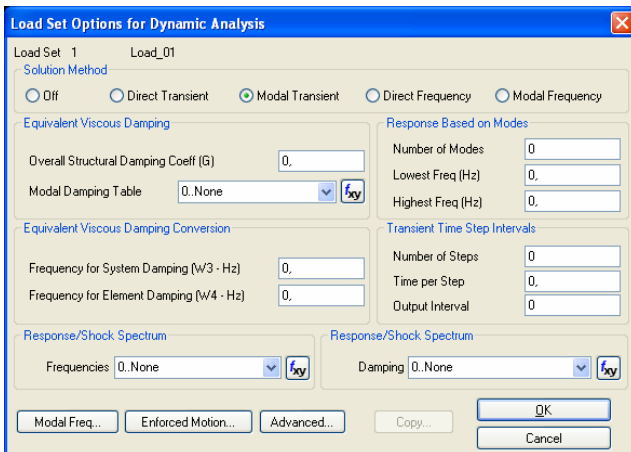 Load Set Options for Dynamic Analysis
Load Set 1 Load_01
Solution Method
Off Direct Transient Modal Transient Direct Frequency Modal Frequency
Equivalent Viscous Damping
Overall Structural Damping Coeff (G) 0,
Modal Damping Table 0..None fxy
Response Based on Modes
Number of Modes 0
Lowest Freq (Hz) 0,
Highest Freq (Hz) 0,
Equivalent Viscous Damping Conversion
Frequency for System Damping (W3 - Hz) 0,
Frequency for Element Damping (W4 - Hz) 0,
Transient Time Step Intervals
Number of Steps 0
Time per Step 0,
Output Interval 0
Response/Shock Spectrum
Frequencies 0..None fxy
Response/Shock Spectrum
Damping 0..None fxy
Modal Freq... Enforced Motion... Advanced... Copy... OK
Cancel